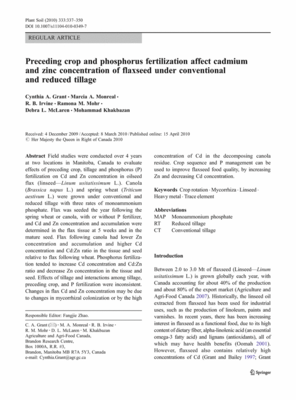 Plant Soil (2010) 333:337–350
DOI 10.1007/s11104-010-0349-7
REGULAR ARTICLE
Preceding crop and phosphorus fertilization affect cadmium
and zinc concentration of flaxseed under conventional
and reduced tillage
Cynthia A. Grant · Marcia A. Monreal ·
R. B. Irvine · Ramona M. Mohr ·
Debra L. McLaren · Mohammad Khakbazan
Received: 4 December 2009 / Accepted: 8 March 2010 / Published online: 15 April 2010
© Her Majesty the Queen in Right of Canada 2010
Abstract Field studies were conducted over 4 years
at two locations in Manitoba, Canada to evaluate
effects of preceding crop, tillage and phosphorus (P)
fertilization on Cd and Zn concentration in oilseed
flax (linseed—Linum usitatissimum L.). Canola
(Brassica napus L.) and spring wheat (Triticum
aestivum L.) were grown under conventional and
reduced tillage with three rates of monoammonium
phosphate. Flax was seeded the year following the
spring wheat or canola, with or without P fertilizer,
and Cd and Zn concentration and accumulation were
determined in the flax tissue at 5 weeks and in the
mature seed. Flax following canola had lower Zn
concentration and accumulation and higher Cd
concentration and Cd:Zn ratio in the tissue and seed
relative to flax following wheat. Phosphorus fertiliza-
tion tended to increase Cd concentration and Cd:Zn
ratio and decrease Zn concentration in the tissue and
seed. Effects of tillage and interactions among tillage,
preceding crop, and P fertilization were inconsistent.
Changes in flax Cd and Zn concentration may be due
to changes in mycorrhizal colonization or by the high
Responsible Editor: Fangjie Zhao.
C. A. Grant · M. A. Monreal · R. B. Irvine ·
R. M. Mohr · D. L. McLaren · M. Khakbazan
Agriculture and Agri-Food Canada,
Brandon Research Centre,
Box 1000A, R.R. #3,
Brandon, Manitoba MB R7A 5Y3, Canada
e-mail: Cynthia.Grant@agr.gc.ca
concentration of Cd in the decomposing canola
residue. Crop sequence and P management can be
used to improve flaxseed food quality, by increasing
Zn and decreasing Cd concentration.
Keywords Crop rotation · Mycorrhiza · Linseed ·
Heavy metal · Trace element
Abbreviations
MAP Monoammonium phosphate
RT Reduced tillage
CT Conventional tillage
Introduction
Between 2.0 to 3.0 Mt of flaxseed (Linseed—Linum
usitatissimum L.) is grown globally each year, with
Canada accounting for about 40% of the production
and about 80% of the export market (Agriculture and
Agri-Food Canada 2007). Historically, the linseed oil
extracted from flaxseed has been used for industrial
uses, such as the production of linoleum, paints and
varnishes. In recent years, there has been increasing
interest in flaxseed as a functional food, due to its high
content of dietary fiber, alpha-linolenic acid (an essential
omega-3 fatty acid) and lignans (antioxidants), all of
which may have health benefits (Oomah 2001).
However, flaxseed also contains relatively high
concentrations of Cd (Grant and Bailey 1997; Grant